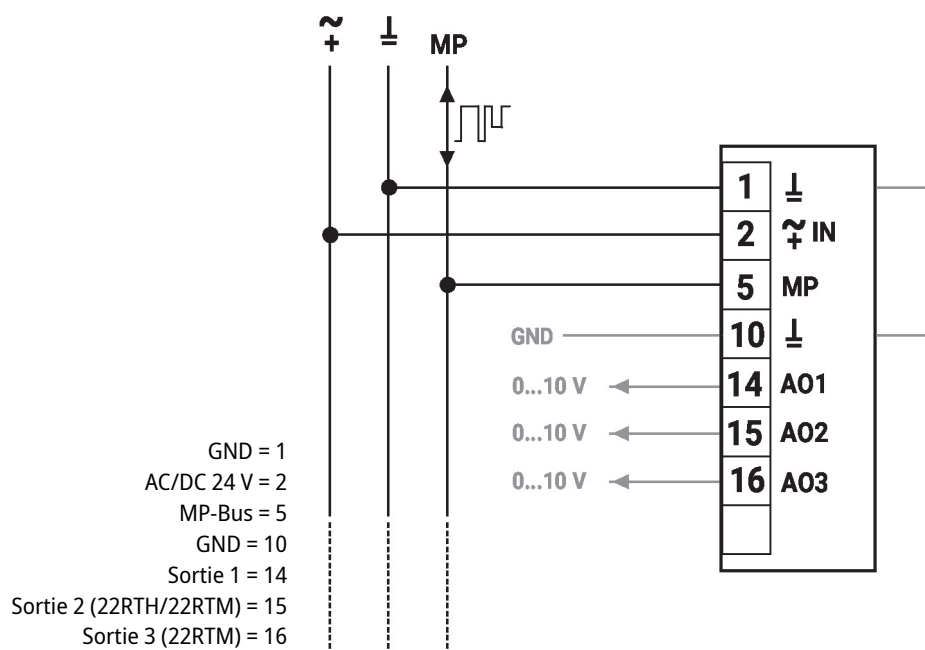 ~
+
⊥
=
MP
1 ⊥
2 ~+ IN
5 MP
GND 10 ⊥
0...10 V 14 AO1
0...10 V 15 AO2
0...10 V 16 AO3
GND = 1
AC/DC 24 V = 2
MP-Bus = 5
GND = 10
Sortie 1 = 14
Sortie 2 (22RTH/22RTM) = 15
Sortie 3 (22RTM) = 16